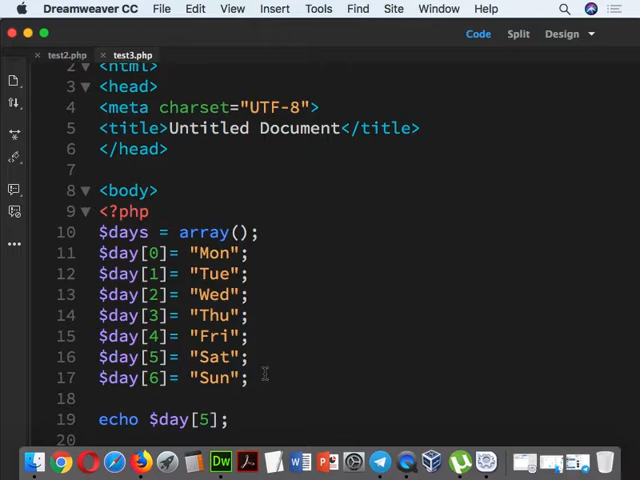 Dreamweaver CC File Edit View Insert Tools Find Site Window Help
Code Split Design
test2.php test3.php
2 <html>
3 <head>
4 <meta charset="UTF-8">
5 <title>Untitled Document</title>
6 </head>
7
8 <body>
9 <?php
10 $days = array();
11 $day[0]= "Mon";
12 $day[1]= "Tue";
13 $day[2]= "Wed";
14 $day[3]= "Thu";
15 $day[4]= "Fri";
16 $day[5]= "Sat";
17 $day[6]= "Sun";
18
19 echo $day[5];
20
Dw W P